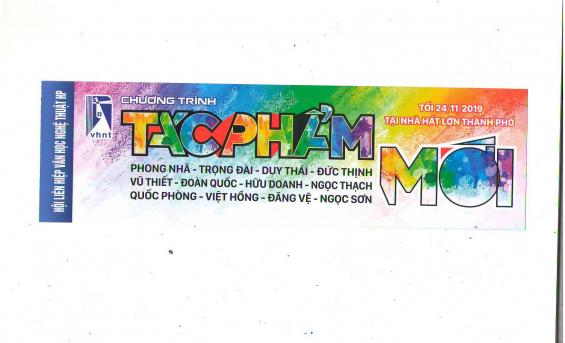 HỘI LIÊN HIỆP VĂN HỌC NGHỆ THUẬT HP
vhnt
CHƯƠNG TRÌNH
TÁC PHẨM
MỚI
TỐI 24 11 2019
TẠI NHÀ HÁT LỚN THÀNH PHỐ
PHONG NHÃ - TRỌNG ĐÀI - DUY THÁI - ĐỨC THỊNH
VŨ THIẾT - ĐOÀN QUỐC - HỮU DOANH - NGỌC THẠCH
QUỐC PHÒNG - VIỆT HỒNG - ĐĂNG VỆ - NGỌC SƠN